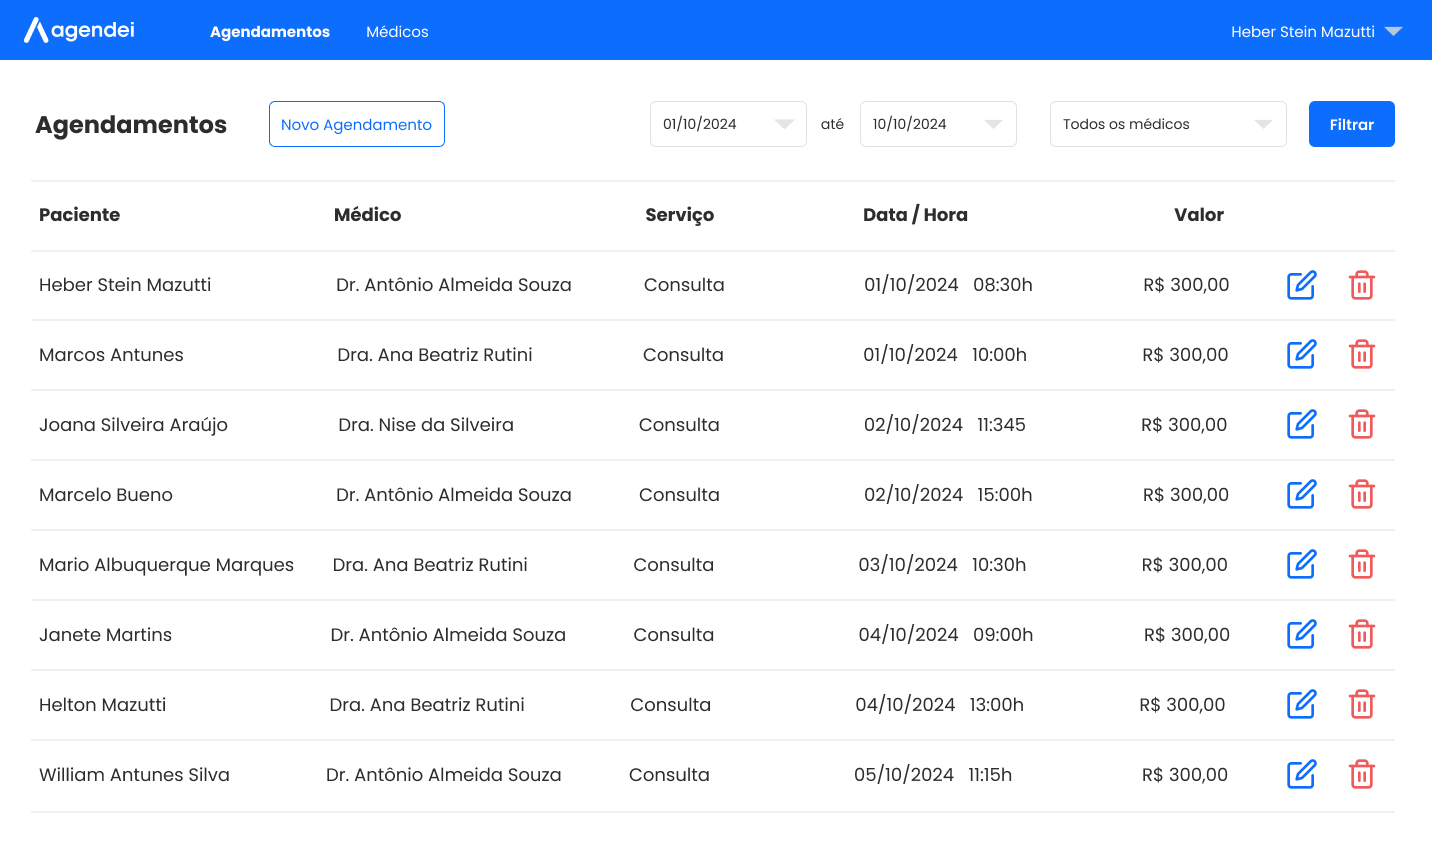 agendei Agendamentos Médicos Heber Stein Mazutti
Agendamentos Novo Agendamento 01/10/2024 até 10/10/2024 Todos os médicos Filtrar
Paciente Médico Serviço Data / Hora Valor
Heber Stein Mazutti Dr. Antônio Almeida Souza Consulta 01/10/2024 08:30h R$ 300,00
Marcos Antunes Dra. Ana Beatriz Rutini Consulta 01/10/2024 10:00h R$ 300,00
Joana Silveira Araújo Dra. Nise da Silveira Consulta 02/10/2024 11:345 R$ 300,00
Marcelo Bueno Dr. Antônio Almeida Souza Consulta 02/10/2024 15:00h R$ 300,00
Mario Albuquerque Marques Dra. Ana Beatriz Rutini Consulta 03/10/2024 10:30h R$ 300,00
Janete Martins Dr. Antônio Almeida Souza Consulta 04/10/2024 09:00h R$ 300,00
Helton Mazutti Dra. Ana Beatriz Rutini Consulta 04/10/2024 13:00h R$ 300,00
William Antunes Silva Dr. Antônio Almeida Souza Consulta 05/10/2024 11:15h R$ 300,00